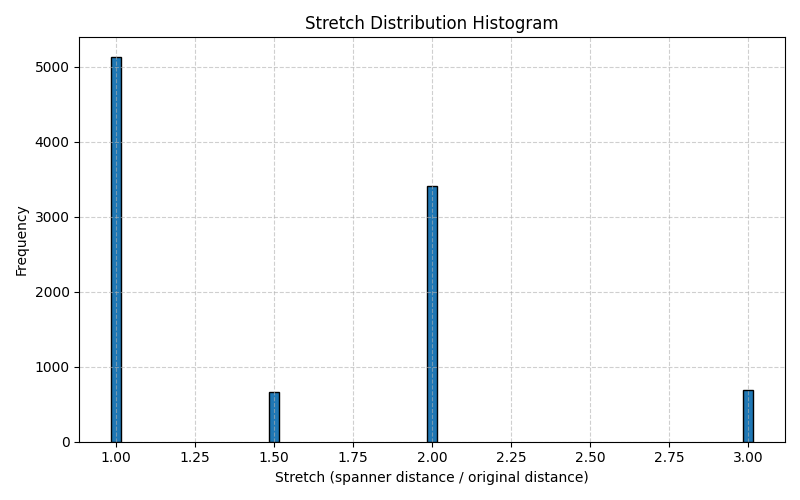 Stretch Distribution Histogram
5000
4000
3000
2000
1000
0
Frequency
1.00 1.25 1.50 1.75 2.00 2.25 2.50 2.75 3.00
Stretch (spanner distance / original distance)